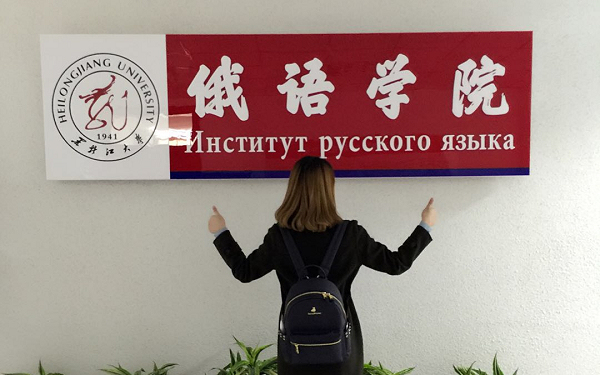 HEILONGJIANG UNIVERSITY
1941
黑龙江大学
俄语学院
Институт русского языка